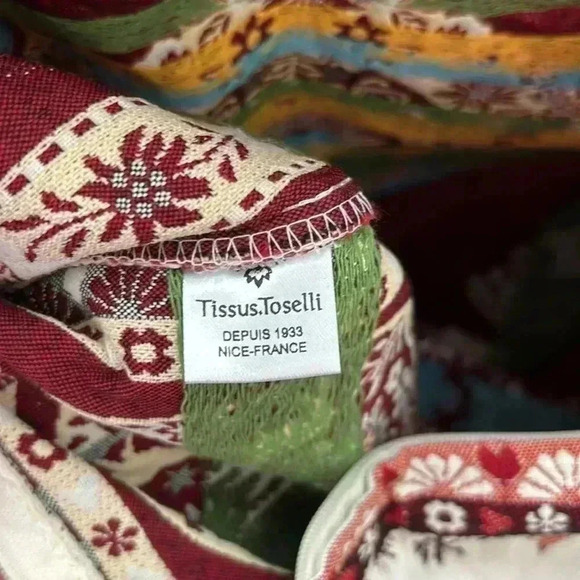 Tissus.Toselli
DEPUIS 1933
NICE-FRANCE